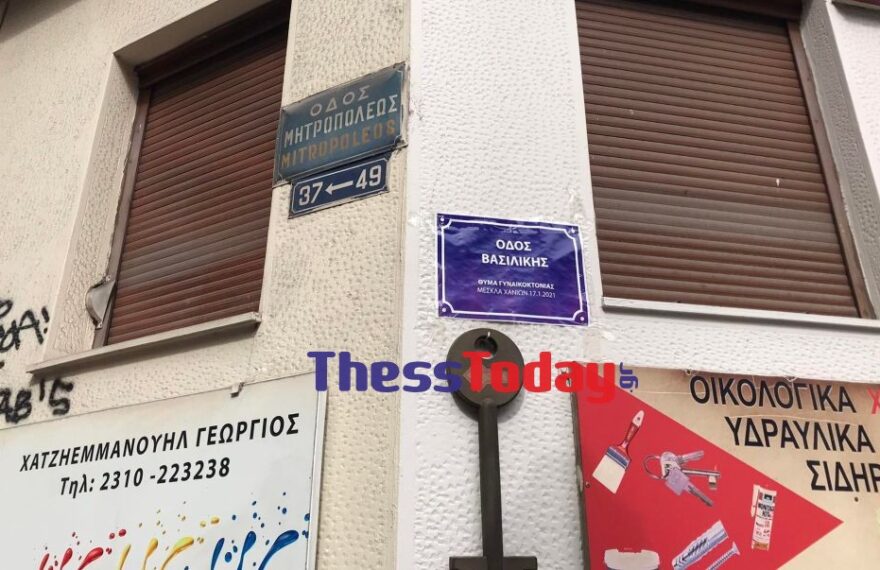 ΟΔΟΣ
ΜΗΤΡΟΠΟΛΕΩΣ
MITROPOLEOS
37←49
ΟΔΟΣ
ΒΑΣΙΛΙΚΗΣ
ΘΥΜΑ ΓΥΝΑΙΚΟΚΤΟΝΙΑΣ
ΜΕΣΚΛΑ ΧΑΝΙΩΝ 17.1.2021
ThessToday.gr
ΧΑΤΖΗΕΜΜΑΝΟΥΗΛ ΓΕΩΡΓΙΟΣ
Τηλ: 2310 -223238
ΟΙΚΟΛΟΓΙΚΑ Χ
ΥΔΡΑΥΛΙΚΑ
ΣΙΔΗΡ